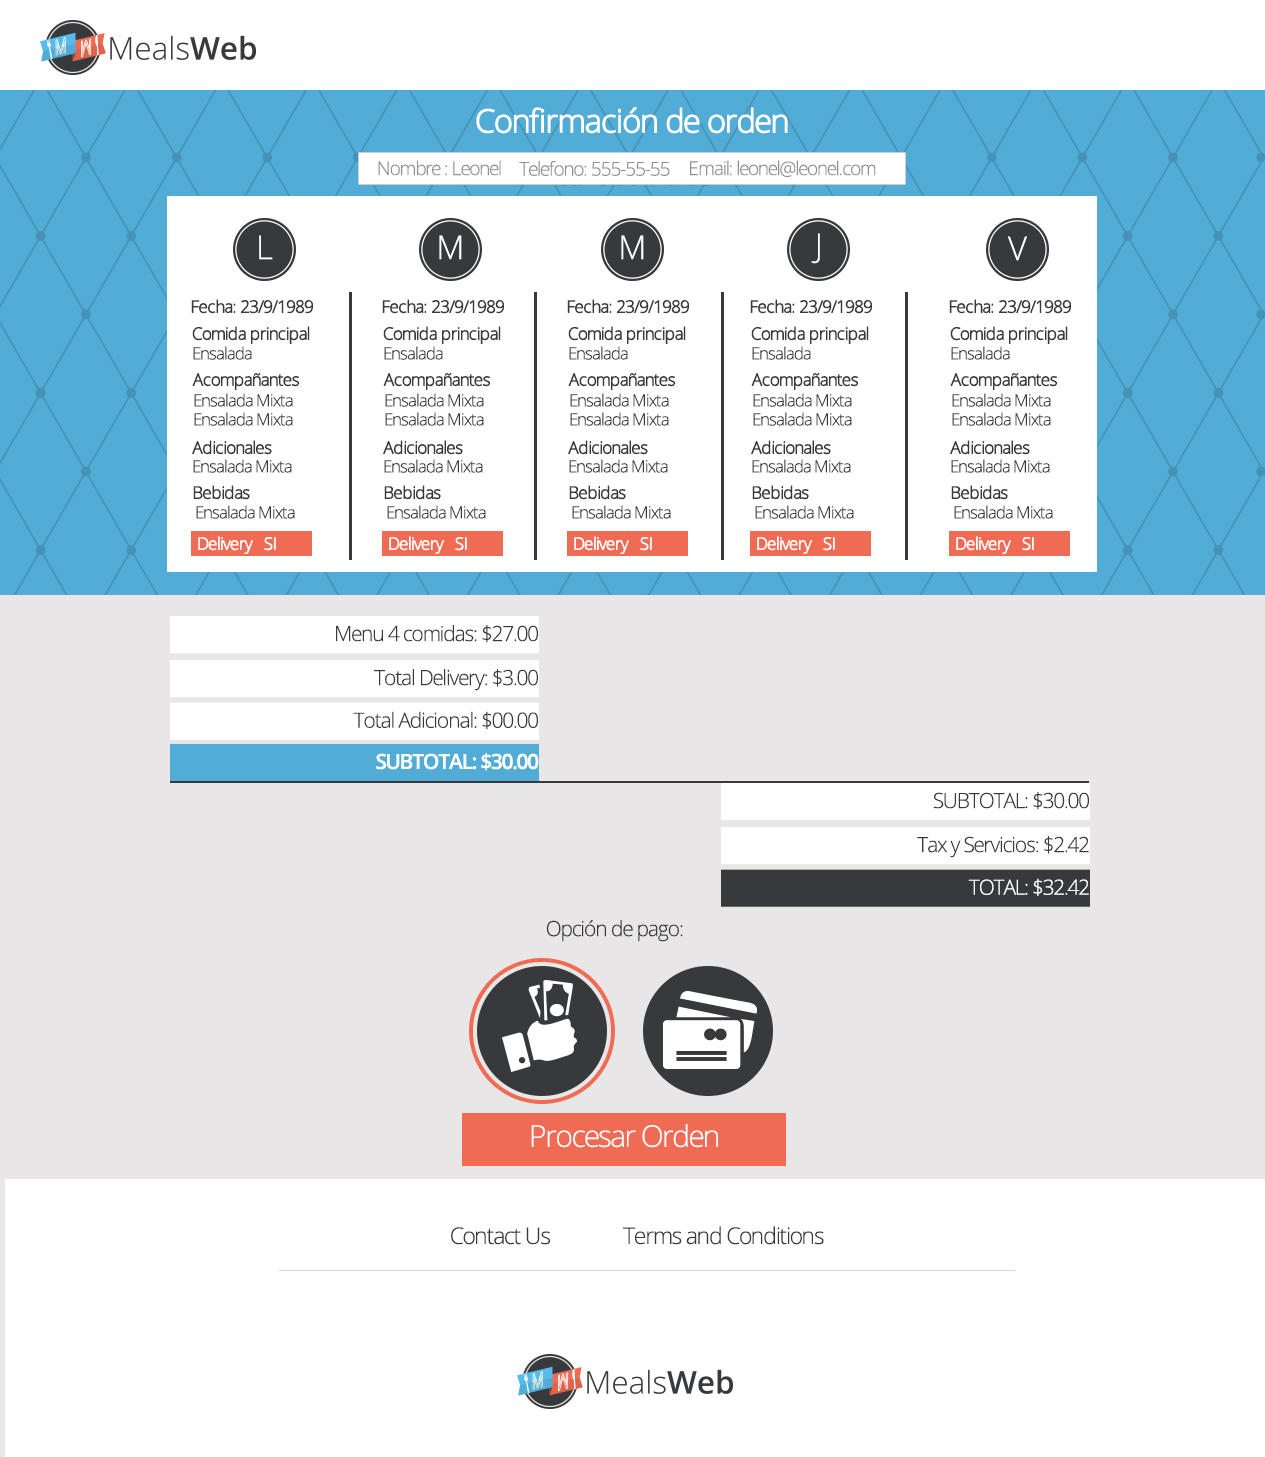 MW MealsWeb
Confirmación de orden
Nombre : Leonel Telefono: 555-55-55 Email: leonel@leonel.com
L
Fecha: 23/9/1989
Comida principal
Ensalada
Acompañantes
Ensalada Mixta
Ensalada Mixta
Adicionales
Ensalada Mixta
Bebidas
Ensalada Mixta
Delivery SI
M
Fecha: 23/9/1989
Comida principal
Ensalada
Acompañantes
Ensalada Mixta
Ensalada Mixta
Adicionales
Ensalada Mixta
Bebidas
Ensalada Mixta
Delivery SI
M
Fecha: 23/9/1989
Comida principal
Ensalada
Acompañantes
Ensalada Mixta
Ensalada Mixta
Adicionales
Ensalada Mixta
Bebidas
Ensalada Mixta
Delivery SI
J
Fecha: 23/9/1989
Comida principal
Ensalada
Acompañantes
Ensalada Mixta
Ensalada Mixta
Adicionales
Ensalada Mixta
Bebidas
Ensalada Mixta
Delivery SI
V
Fecha: 23/9/1989
Comida principal
Ensalada
Acompañantes
Ensalada Mixta
Ensalada Mixta
Adicionales
Ensalada Mixta
Bebidas
Ensalada Mixta
Delivery SI
Menu 4 comidas: $27.00
Total Delivery: $3.00
Total Adicional: $00.00
SUBTOTAL: $30.00
SUBTOTAL: $30.00
Tax y Servicios: $2.42
TOTAL: $32.42
Opción de pago:
Procesar Orden
Contact Us Terms and Conditions
MW MealsWeb